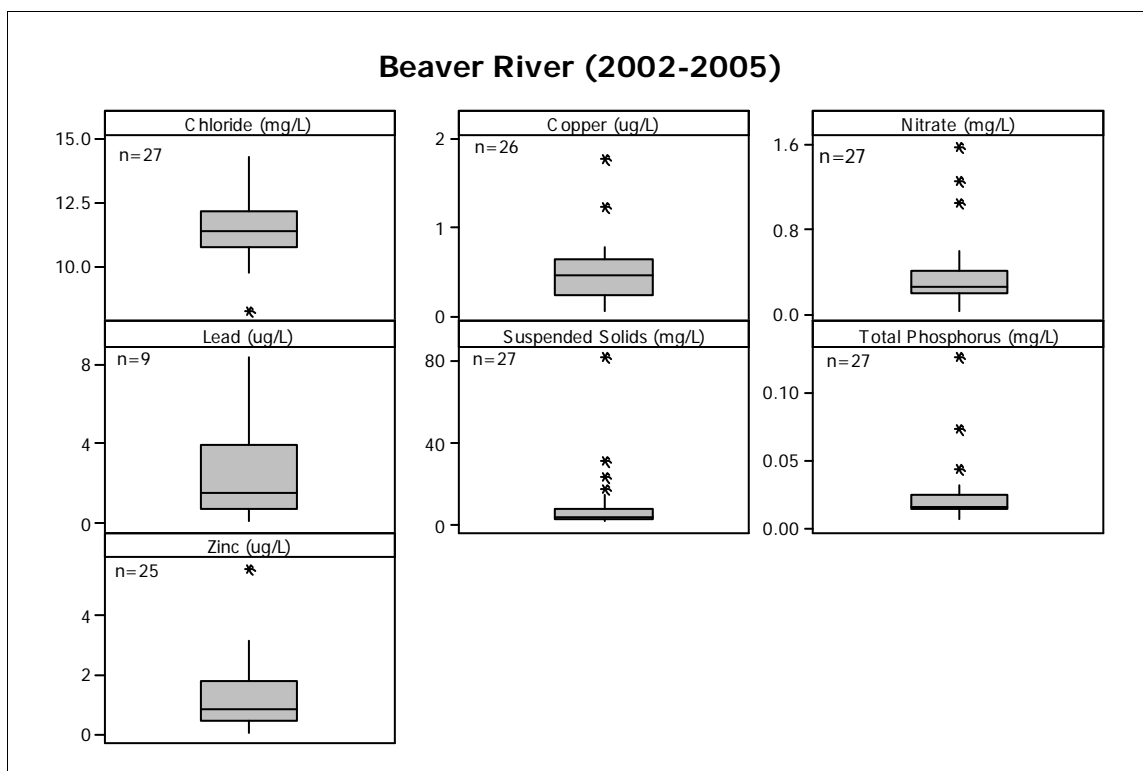 Beaver River (2002-2005)
Chloride (mg/L)
15.0
12.5
10.0
n=27
Copper (ug/L)
2
1
0
n=26
Nitrate (mg/L)
1.6
0.8
0.0
n=27
Lead (ug/L)
8
4
0
n=9
Suspended Solids (mg/L)
80
40
0
n=27
Total Phosphorus (mg/L)
0.10
0.05
0.00
n=27
Zinc (ug/L)
4
2
0
n=25